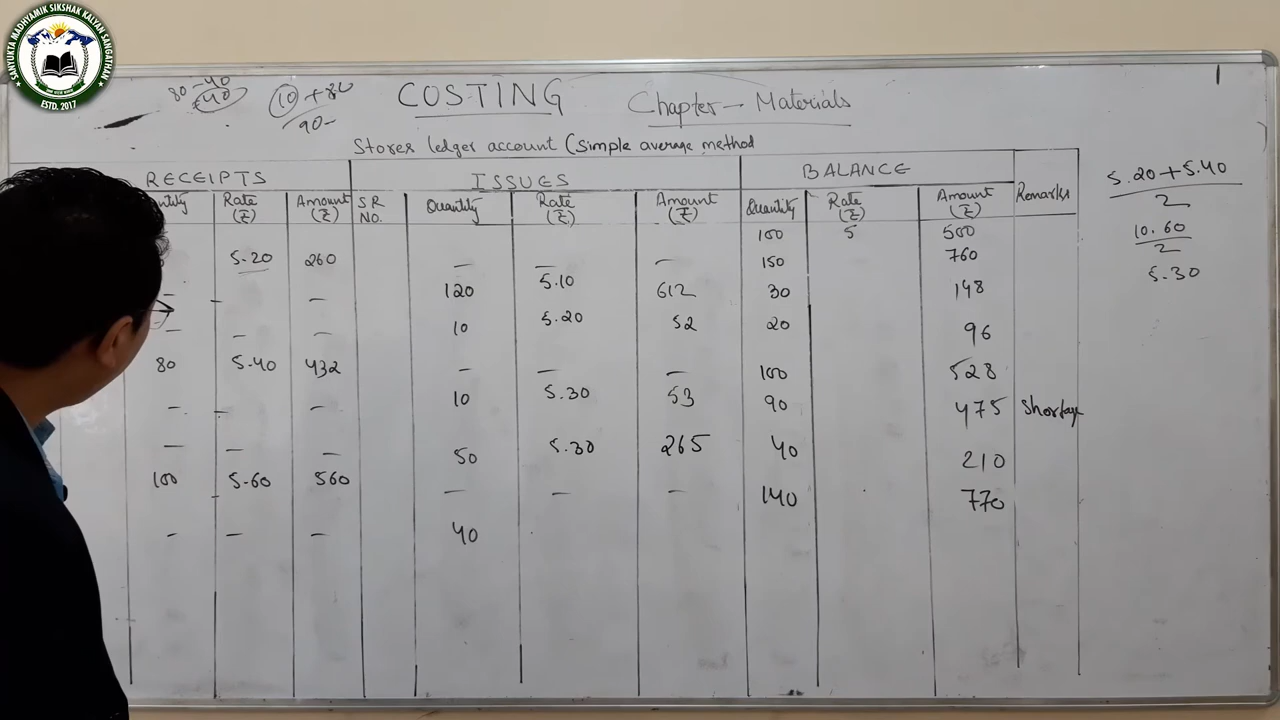 SANYUKTA MADHYAMIK SIKSHAK KALYAN SANGATHAN
ESTD. 2017
80 - 40
40
10 + 80
90 -
COSTING Chapter - Materials
Stores ledger account (Simple average method
RECEIPTS ISSUES BALANCE
ntity Rate (₹) Amount (₹) S.R NO. Quantity Rate (₹) Amount (₹) Quantity Rate (₹) Amount (₹) Remarks
100 5 500
5.20 260 — — — 150 760
— - — 120 5.10 612 30 148
— — — 10 5.20 52 20 96
80 5.40 432 — — — 100 528
- — — 10 5.30 53 90 475 Shortage
— — — 50 5.30 265 40 210
100 5.60 560 — — — 140 770
- — — 40
5.20 + 5.40
2
10.60
2
5.30